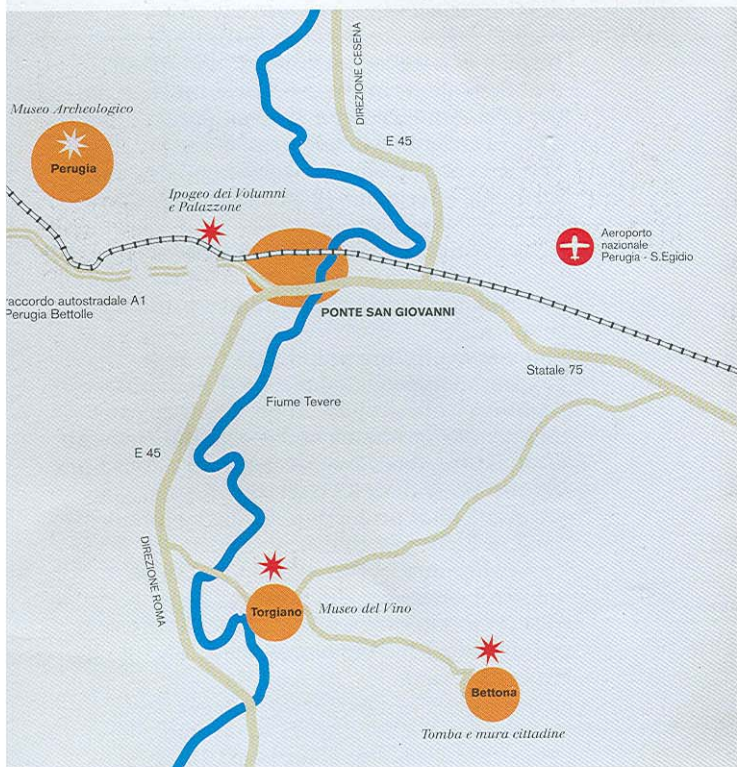 DIREZIONE CESENA
Museo Archeologico
E 45
Perugia
Ipogeo dei Volumni
e Palazzone
Aeroporto
nazionale
Perugia - S.Egidio
raccordo autostradale A1
Perugia Bettolle
PONTE SAN GIOVANNI
Statale 75
Fiume Tevere
E 45
DIREZIONE ROMA
Torgiano
Museo del Vino
Bettona
Tomba e mura cittadine